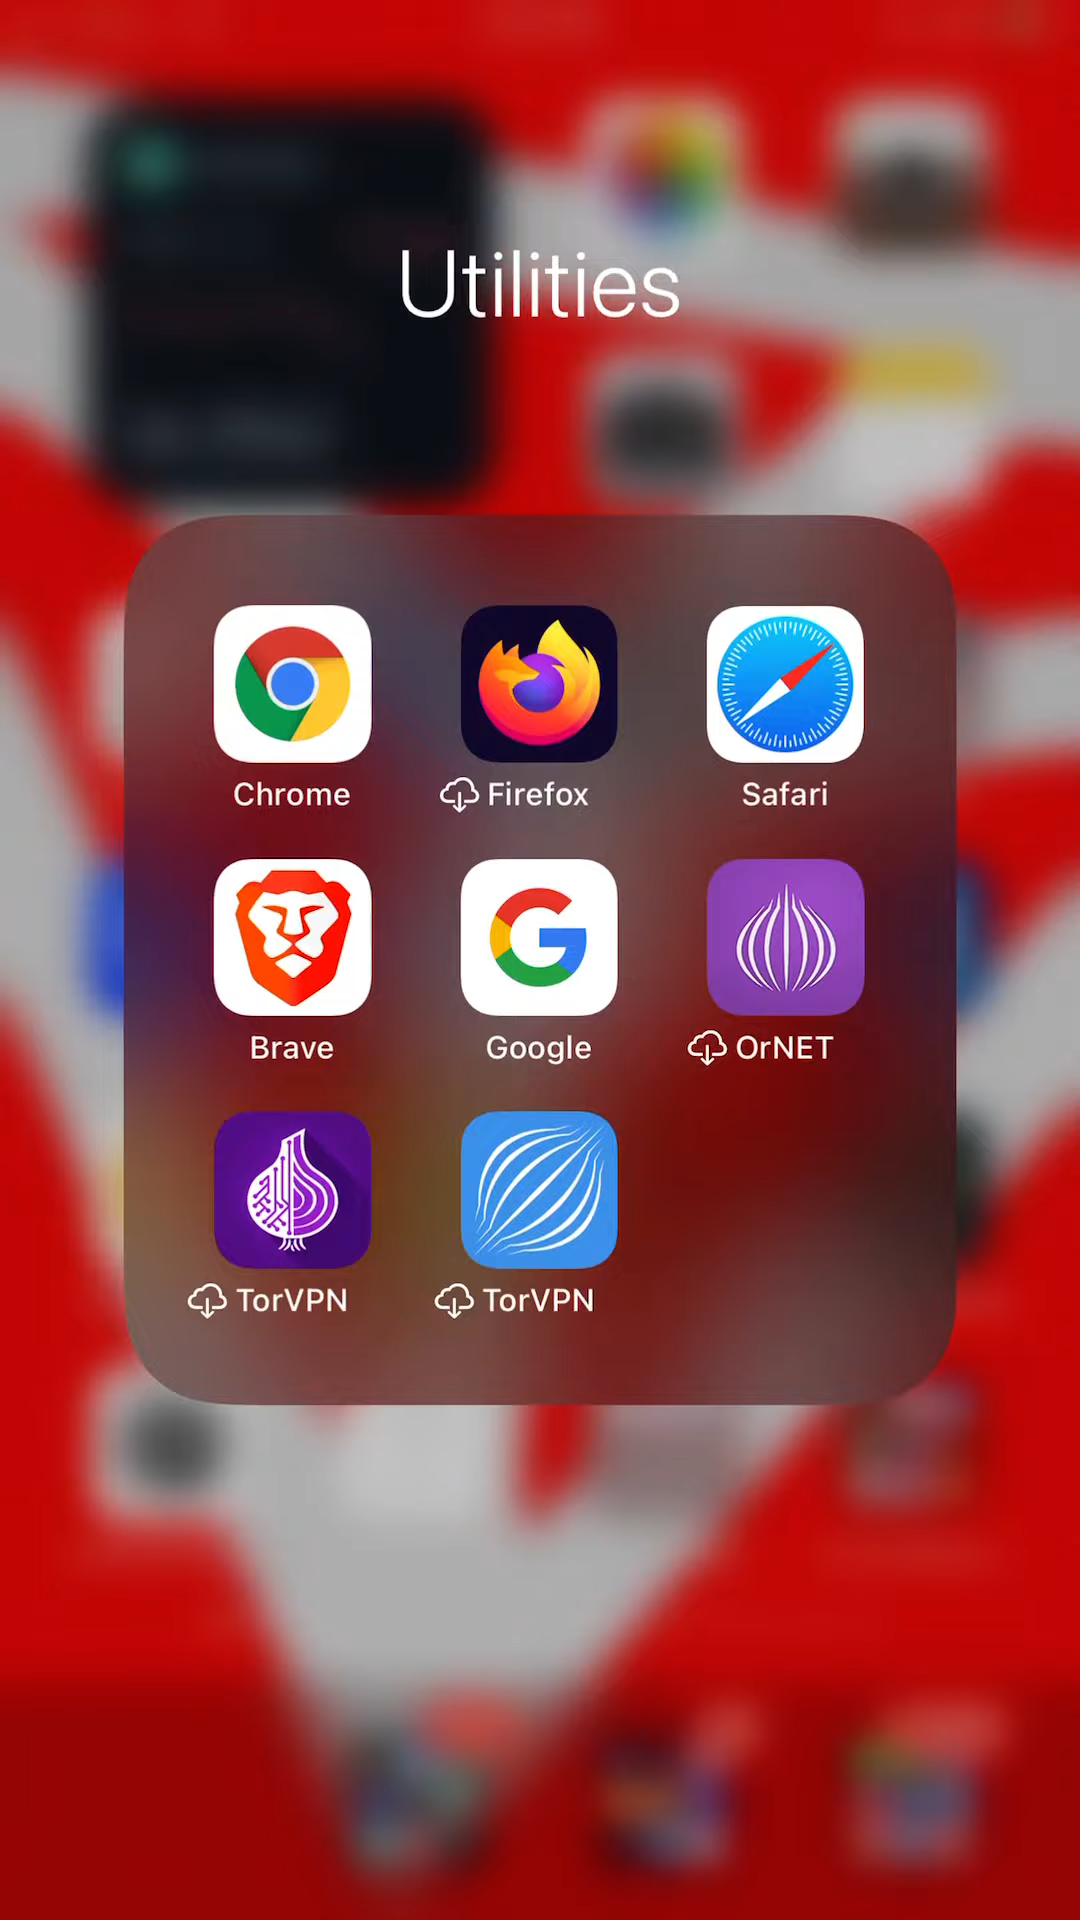 Utilities
Chrome
Firefox
Safari
Brave
Google
OrNET
TorVPN
TorVPN